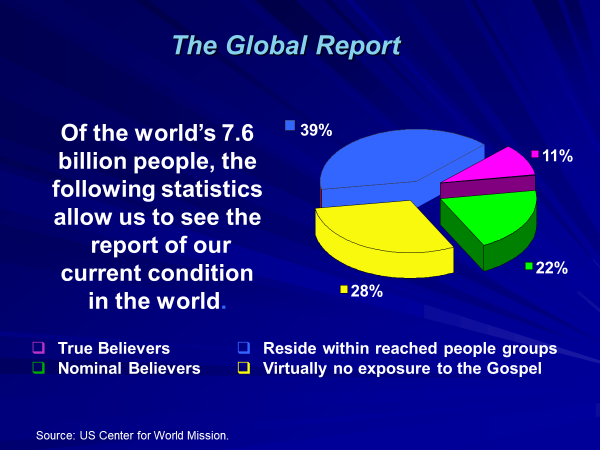 The Global Report
Of the world's 7.6
billion people, the
following statistics
allow us to see the
report of our
current condition
in the world.
39%
11%
22%
28%
True Believers
Nominal Believers
Reside within reached people groups
Virtually no exposure to the Gospel
Source: US Center for World Mission.